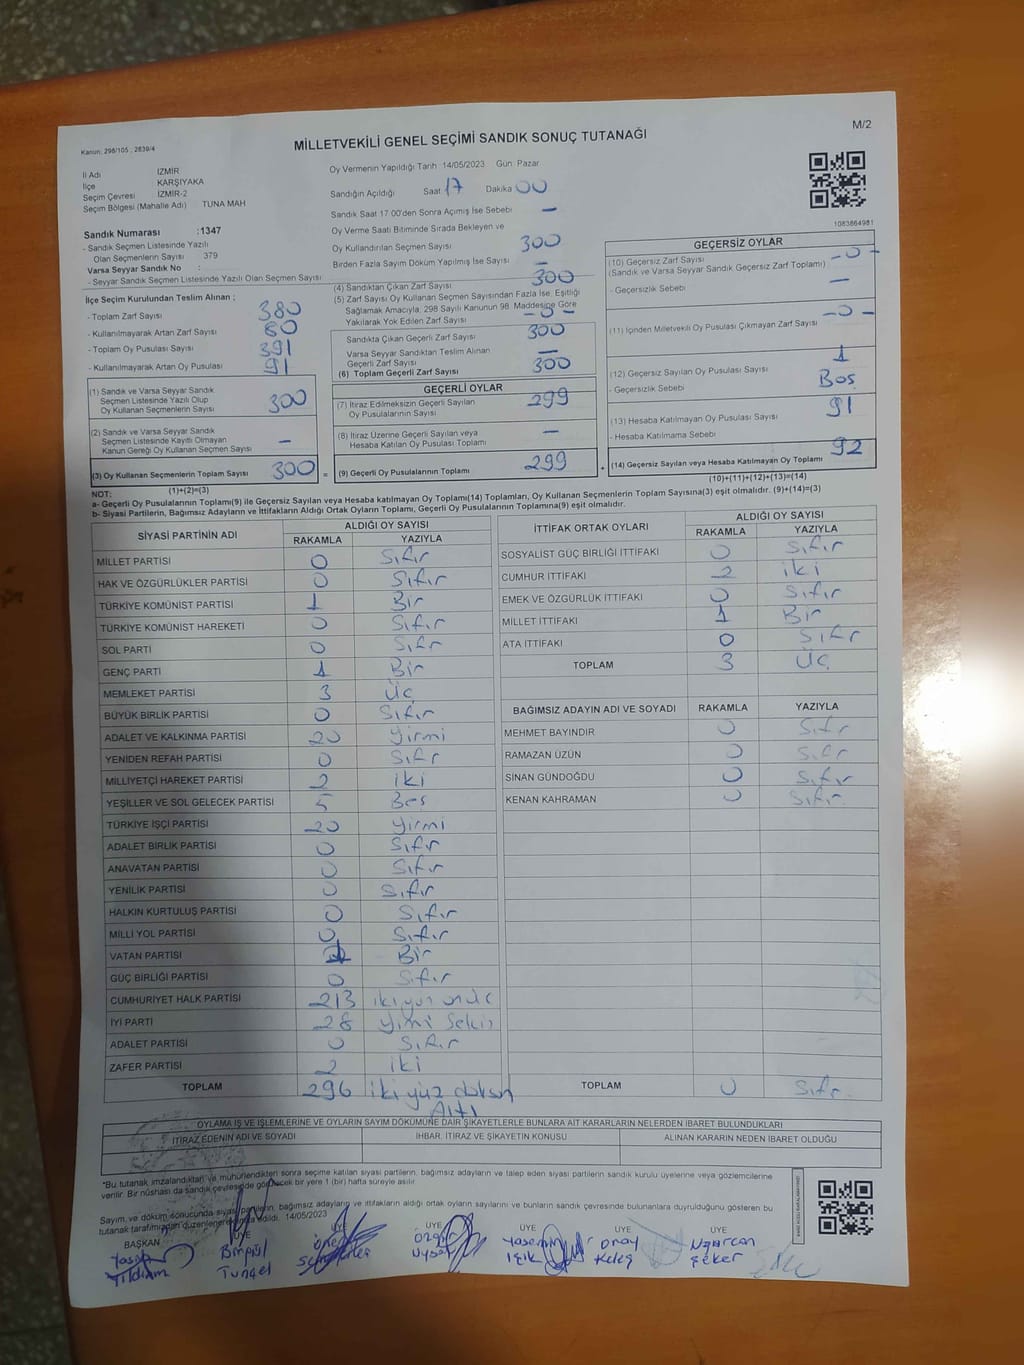 M/2
Kanun: 298/105 , 2839/4
MİLLETVEKİLİ GENEL SEÇİMİ SANDIK SONUÇ TUTANAĞI
İl Adı İZMİR
İlçe KARŞIYAKA
Seçim Çevresi İZMİR-2
Seçim Bölgesi (Mahalle Adı) TUNA MAH
Sandık Numarası :1347
- Sandık Seçmen Listesinde Yazılı
Olan Seçmenlerin Sayısı 379
Varsa Seyyar Sandık No :
- Seyyar Sandık Seçmen Listesinde Yazılı Olan Seçmen Sayısı
İlçe Seçim Kurulundan Teslim Alınan ;
- Toplam Zarf Sayısı 380
- Kullanılmayarak Artan Zarf Sayısı 80
- Toplam Oy Pusulası Sayısı 391
- Kullanılmayarak Artan Oy Pusulası 91
(1) Sandık ve Varsa Seyyar Sandık
Seçmen Listesinde Yazılı Olup
Oy Kullanan Seçmenlerin Sayısı 300
(2) Sandık ve Varsa Seyyar Sandık
Seçmen Listesinde Kayıtlı Olmayan
Kanun Gereği Oy Kullanan Seçmen Sayısı -
(3) Oy Kullanan Seçmenlerin Toplam Sayısı 300 =
(1)+(2)=(3)
Oy Vermenin Yapıldığı Tarih 14/05/2023 Gün: Pazar
Sandığın Açıldığı Saat 17 Dakika 00
Sandık Saat 17 00'den Sonra Açımış İse Sebebi -
Oy Verme Saati Bitiminde Sırada Bekleyen ve
Oy Kullandırılan Seçmen Sayısı 300
Birden Fazla Sayım Döküm Yapılmış İse Sayısı -
(4) Sandıktan Çıkan Zarf Sayısı 300
(5) Zarf Sayısı Oy Kullanan Seçmen Sayısından Fazla İse, Eşitliği
Sağlamak Amacıyla, 298 Sayılı Kanunun 98. Maddesine Göre
Yakılarak Yok Edilen Zarf Sayısı -0-
Sandıkta Çıkan Geçerli Zarf Sayısı 300
Varsa Seyyar Sandıktan Teslim Alınan
Geçerli Zarf Sayısı -
(6) Toplam Geçerli Zarf Sayısı 300
GEÇERLİ OYLAR
(7) İtiraz Edilmeksizin Geçerli Sayılan
Oy Pusulalarının Sayısı 299
(8) İtiraz Üzerine Geçerli Sayılan veya
Hesaba Katılan Oy Pusulası Toplamı -
(9) Geçerli Oy Pusulalarının Toplamı 299 +
1083864981
GEÇERSİZ OYLAR
(10) Geçersiz Zarf Sayısı
(Sandık ve Varsa Seyyar Sandık Geçersiz Zarf Toplamı) -0-
- Geçersizlik Sebebi -
(11) İçinden Milletvekili Oy Pusulası Çıkmayan Zarf Sayısı -0-
(12) Geçersiz Sayılan Oy Pusulası Sayısı 1
- Geçersizlik Sebebi Boş
(13) Hesaba Katılmayan Oy Pusulası Sayısı 91
- Hesaba Katılmama Sebebi -
(14) Geçersiz Sayılan veya Hesaba Katılmayan Oy Toplamı 92
(10)+(11)+(12)+(13)=(14)
NOT:
a- Geçerli Oy Pusulalarının Toplamı(9) ile Geçersiz Sayılan veya Hesaba katılmayan Oy Toplamı(14) Toplamları, Oy Kullanan Seçmenlerin Toplam Sayısına(3) eşit olmalıdır. (9)+(14)=(3)
b- Siyasi Partilerin, Bağımsız Adayların ve İttifakların Aldığı Ortak Oyların Toplamı, Geçerli Oy Pusulalarının Toplamına(9) eşit olmalıdır.
SİYASİ PARTİNİN ADI ALDIĞI OY SAYISI
RAKAMLA YAZIYLA
MİLLET PARTİSİ 0 Sıfır
HAK VE ÖZGÜRLÜKLER PARTİSİ 0 Sıfır
TÜRKİYE KOMÜNİST PARTİSİ 1 Bir
TÜRKİYE KOMÜNİST HAREKETİ 0 Sıfır
SOL PARTİ 0 Sıfır
GENÇ PARTİ 1 Bir
MEMLEKET PARTİSİ 3 Üç
BÜYÜK BİRLİK PARTİSİ 0 Sıfır
ADALET VE KALKINMA PARTİSİ 20 Yirmi
YENİDEN REFAH PARTİSİ 0 Sıfır
MİLLİYETÇİ HAREKET PARTİSİ 2 İki
YEŞİLLER VE SOL GELECEK PARTİSİ 5 Beş
TÜRKİYE İŞÇİ PARTİSİ 20 Yirmi
ADALET BİRLİK PARTİSİ 0 Sıfır
ANAVATAN PARTİSİ 0 Sıfır
YENİLİK PARTİSİ 0 Sıfır
HALKIN KURTULUŞ PARTİSİ 0 Sıfır
MİLLİ YOL PARTİSİ 0 Sıfır
VATAN PARTİSİ 1 Bir
GÜÇ BİRLİĞİ PARTİSİ 0 Sıfır
CUMHURİYET HALK PARTİSİ 213 ikiyüz onüç
İYİ PARTİ 28 Yirmi Sekiz
ADALET PARTİSİ 0 Sıfır
ZAFER PARTİSİ 2 İki
TOPLAM 296 ikiyüz doksan Altı
İTTİFAK ORTAK OYLARI ALDIĞI OY SAYISI
RAKAMLA YAZIYLA
SOSYALİST GÜÇ BİRLİĞİ İTTİFAKI 0 Sıfır
CUMHUR İTTİFAKI 2 iki
EMEK VE ÖZGÜRLÜK İTTİFAKI 0 Sıfır
MİLLET İTTİFAKI 1 Bir
ATA İTTİFAKI 0 Sıfır
TOPLAM 3 Üç
BAĞIMSIZ ADAYIN ADI VE SOYADI RAKAMLA YAZIYLA
MEHMET BAYINDIR 0 Sıfır
RAMAZAN ÜZÜN 0 Sıfır
SİNAN GÜNDOĞDU 0 Sıfır
KENAN KAHRAMAN 0 Sıfır
TOPLAM 0 Sıfır
OYLAMA İŞ VE İŞLEMLERİNE VE OYLARIN SAYIM DÖKÜMÜNE DAİR ŞİKAYETLERLE BUNLARA AİT KARARLARIN NELERDEN İBARET BULUNDUKLARI
İTİRAZ EDENİN ADI VE SOYADI İHBAR, İTİRAZ VE ŞİKAYETİN KONUSU ALINAN KARARIN NEDEN İBARET OLDUĞU
*Bu tutanak imzalandıktan ve mühürlendikten sonra seçime katılan siyasi partilerin, bağımsız adayların ve talep eden siyasi partilerin sandık kurulu üyelerine veya gözlemcilerine
verilir. Bir nüshası da sandık çevresinde görülecek bir yere 1 (bir) hafta süreyle asılır.
Sayım ve döküm sonucunda siyasi partilerin, bağımsız adayların ve ittifakların aldığı ortak oyların sayılarını ve bunların sandık çevresinde bulunanlara duyrulduğunu gösteren bu
tutanak tarafımızdan düzenlenerek imza edildi. 14/05/2023
BAŞKAN ÜYE ÜYE ÜYE ÜYE ÜYE ÜYE
Yıldırım Bingül Tuncel Özgür Uysal Yasemin Işık Onay Keleş Şeker